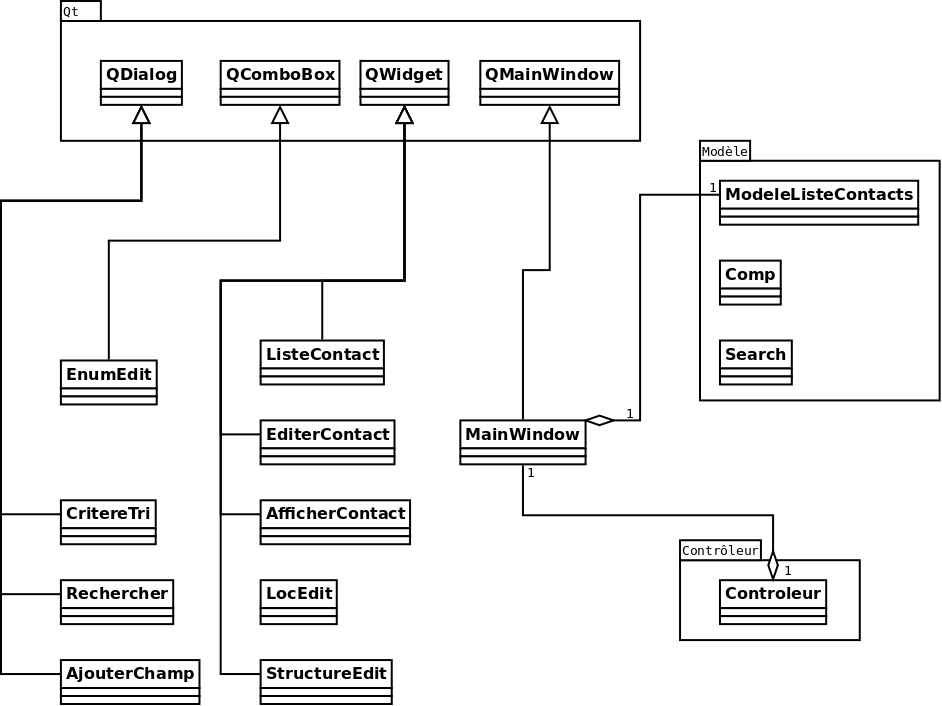 Qt
QDialog
QComboBox
QWidget
QMainWindow
Modèle
1
ModeleListeContacts
Comp
Search
ListeContact
EnumEdit
1
EditerContact
MainWindow
1
CritereTri
AfficherContact
Contrôleur
1
Rechercher
LocEdit
Controleur
AjouterChamp
StructureEdit